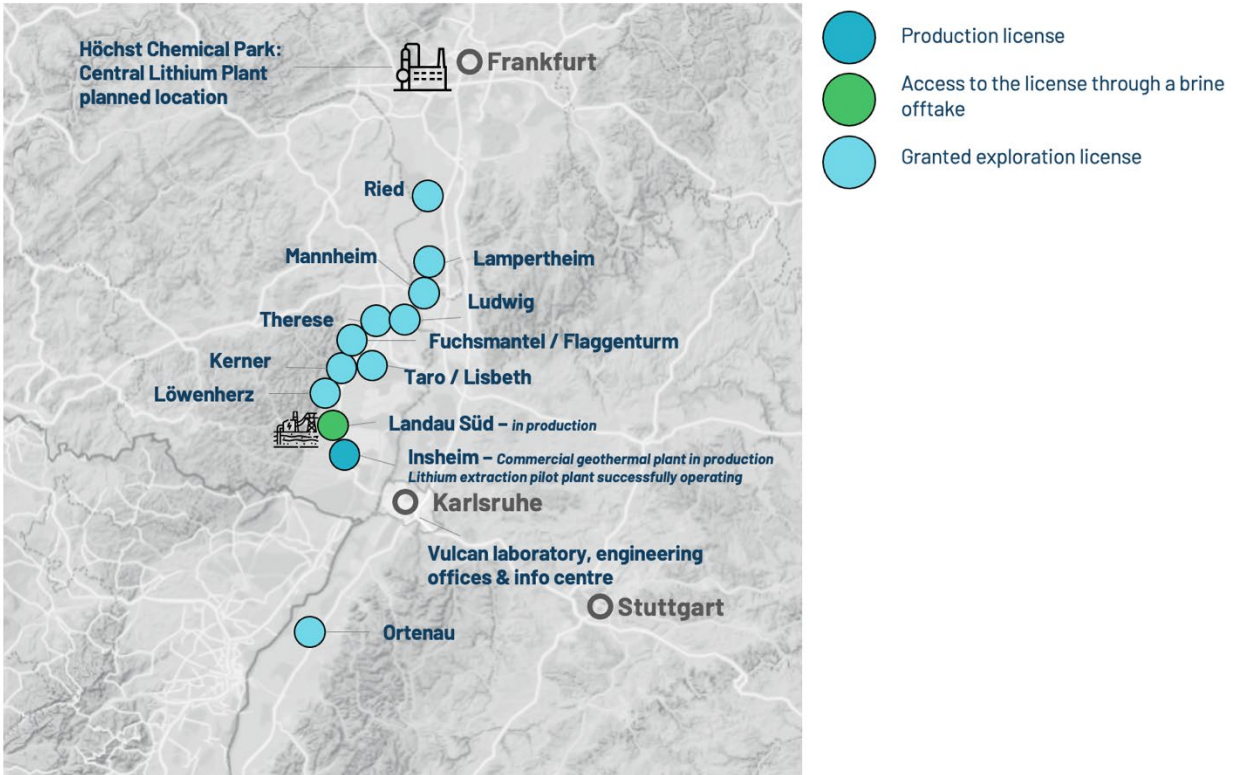 Höchst Chemical Park:
Central Lithium Plant
planned location
Frankfurt
Ried
Mannheim
Lampertheim
Ludwig
Therese
Fuchsmantel / Flaggenturm
Kerner
Taro / Lisbeth
Löwenherz
Landau Süd – in production
Insheim – Commercial geothermal plant in production
Lithium extraction pilot plant successfully operating
Karlsruhe
Vulcan laboratory, engineering
offices & info centre
Stuttgart
Ortenau
Production license
Access to the license through a brine
offtake
Granted exploration license